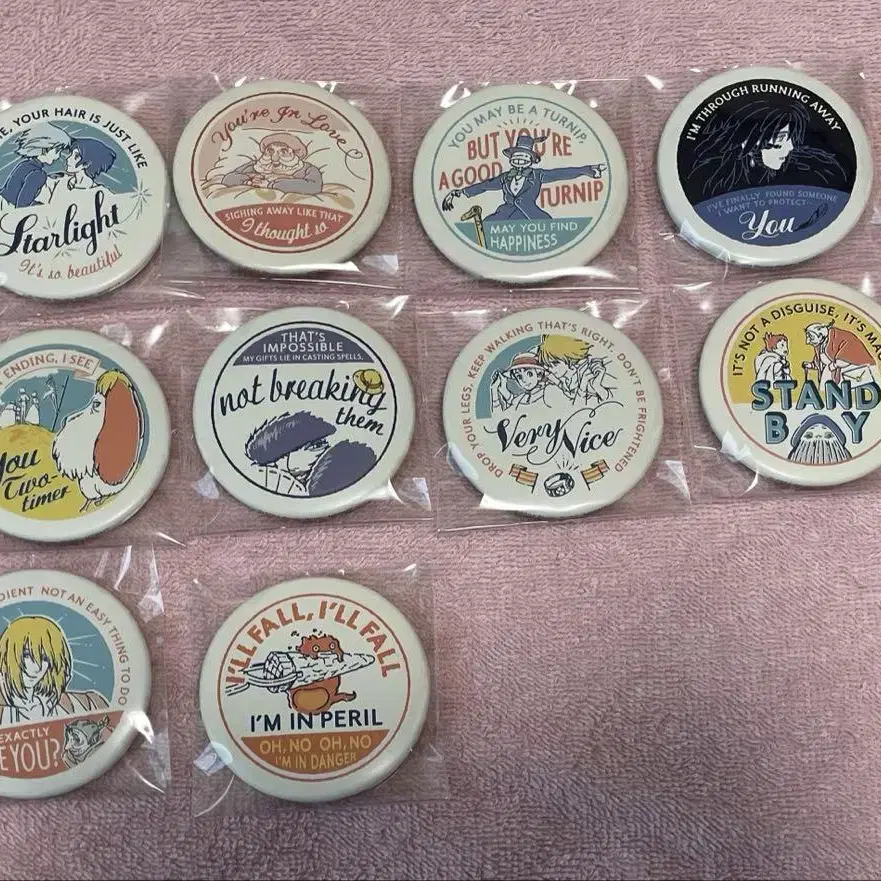 E, YOUR HAIR IS JUST LIKE
Starlight
It's so beautiful
You're In Love
SIGHING AWAY LIKE THAT
I thought so
YOU MAY BE A TURNIP,
BUT YOU'RE
A GOOD
TURNIP
MAY YOU FIND
HAPPINESS
I'M THROUGH RUNNING AWAY
I'VE FINALLY FOUND SOMEONE
I WANT TO PROTECT
You
ENDING, I SEE
You
Two-
timer
THAT'S
IMPOSSIBLE
MY GIFTS LIE IN CASTING SPELLS,
not breaking
them
DROP YOUR LEGS, KEEP WALKING THAT'S RIGHT, DON'T BE FRIGHTENED
Very Nice
IT'S NOT A DISGUISE, IT'S MA
STAND
BY
DIENT NOT AN EASY THING TO DO
EXACTLY
E YOU?
I'LL FALL, I'LL FALL
I'M IN PERIL
OH, NO OH, NO
I'M IN DANGER